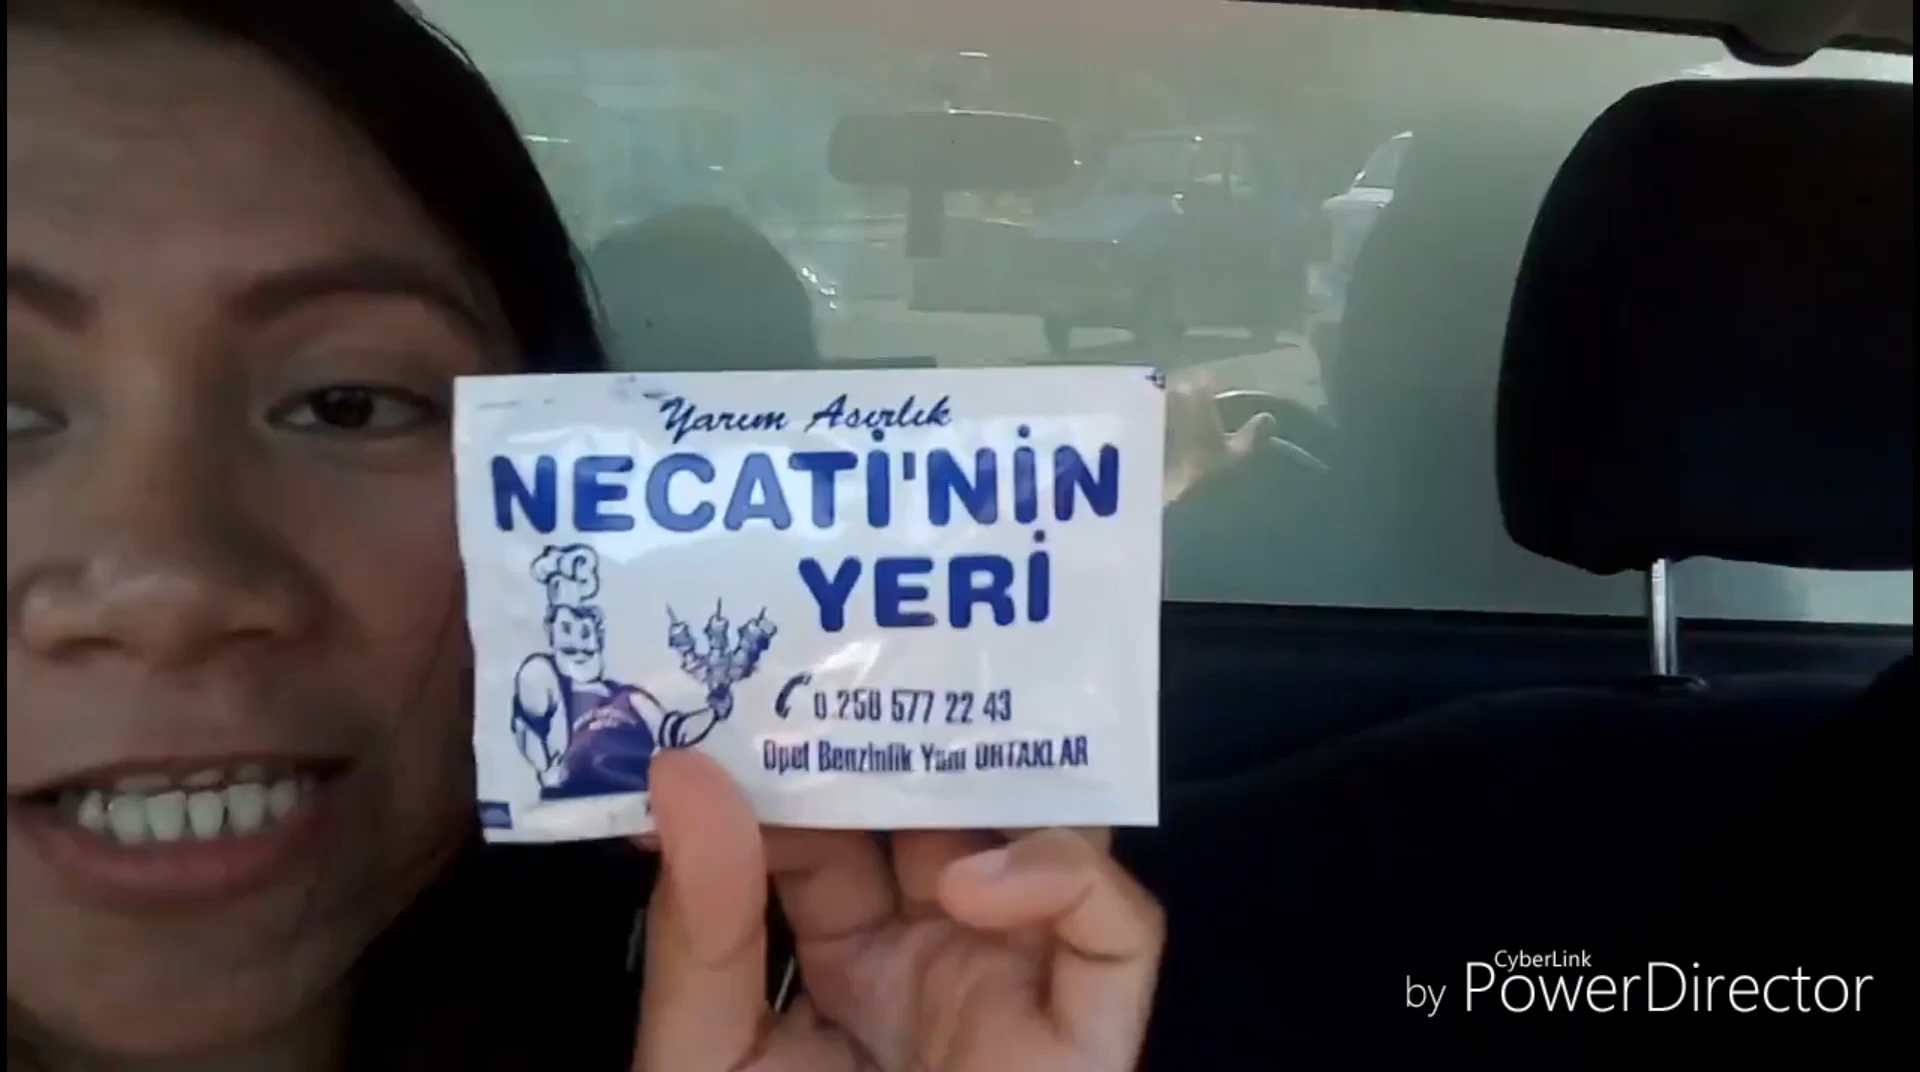 Yarım Asırlık
NECATİ'NİN
YERİ
0.258 577 22 43
Opet Benzinlik Yanı ORTAKLAR
CyberLink
by PowerDirector